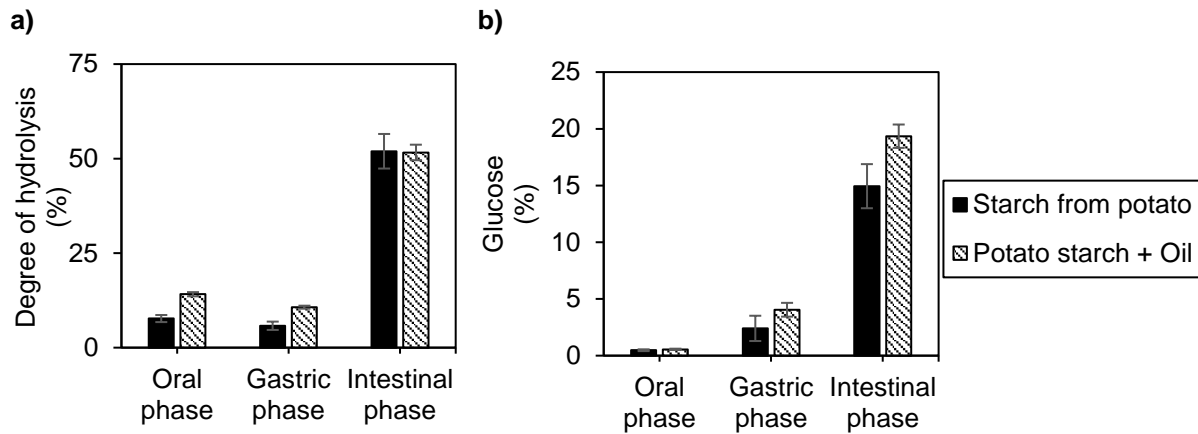 a)
Degree of hydrolysis
(%)
75
50
25
0
Oral
phase
Gastric
phase
Intestinal
phase
b)
Glucose
(%)
25
20
15
10
5
0
Oral
phase
Gastric
phase
Intestinal
phase
Starch from potato
Potato starch + Oil